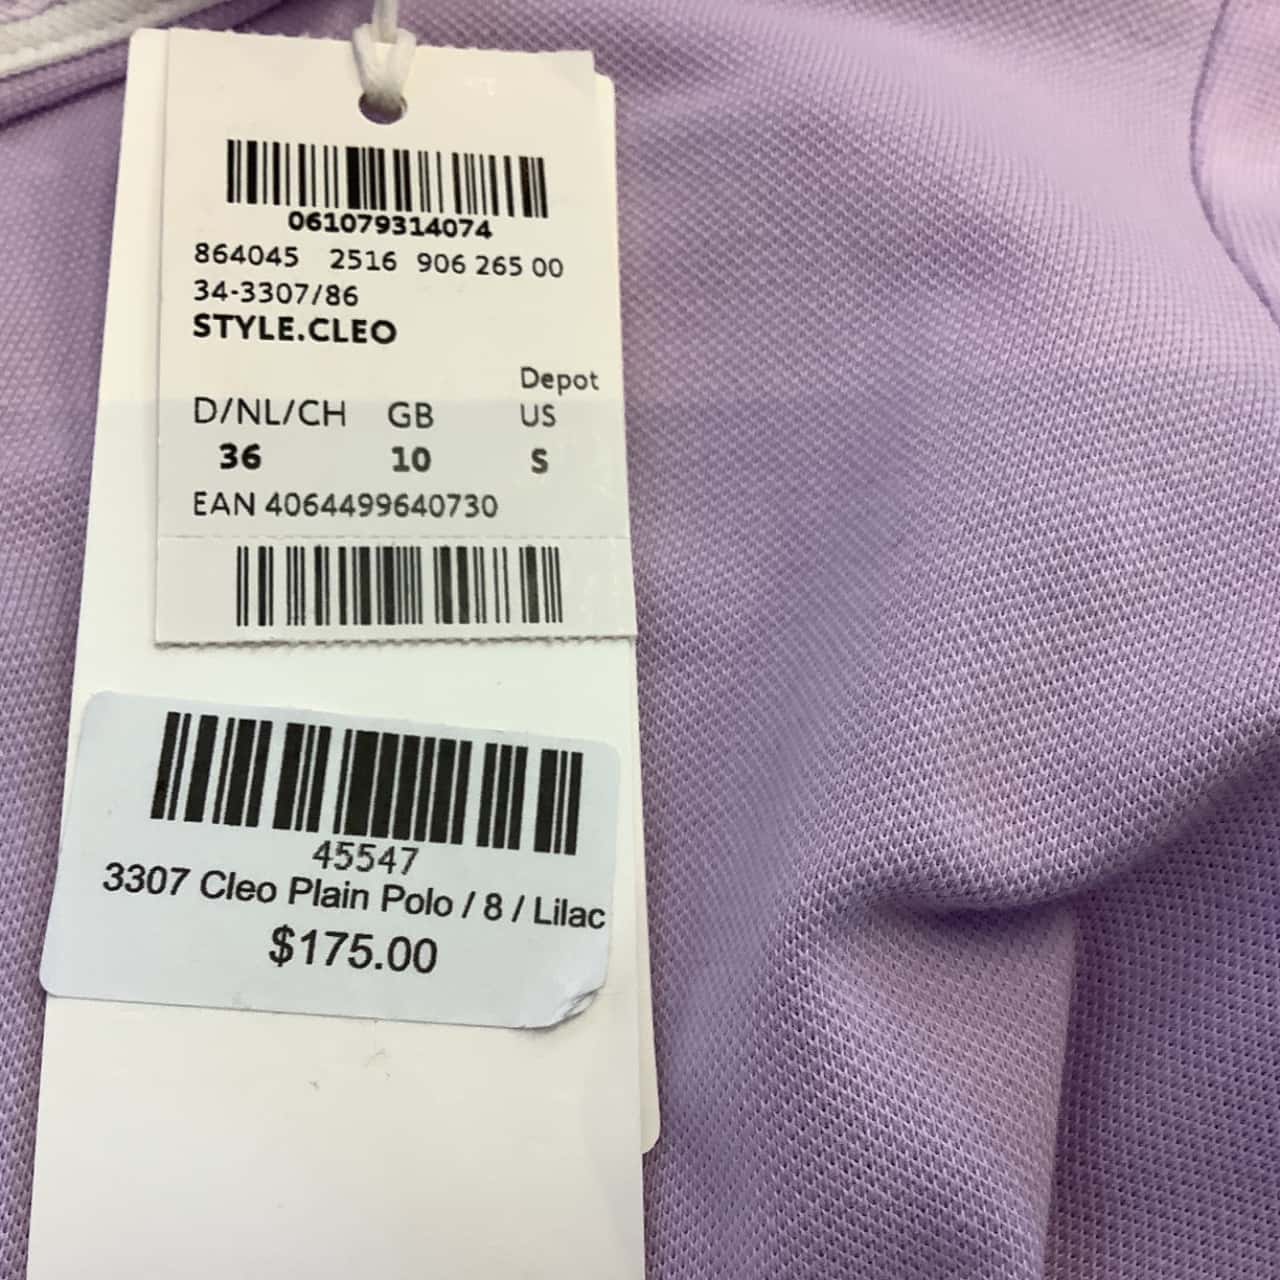 061079314074
864045 2516 906 265 00
34-3307/86
STYLE.CLEO
Depot
D/NL/CH GB US
36 10 S
EAN 4064499640730
45547
3307 Cleo Plain Polo / 8 / Lilac
$175.00